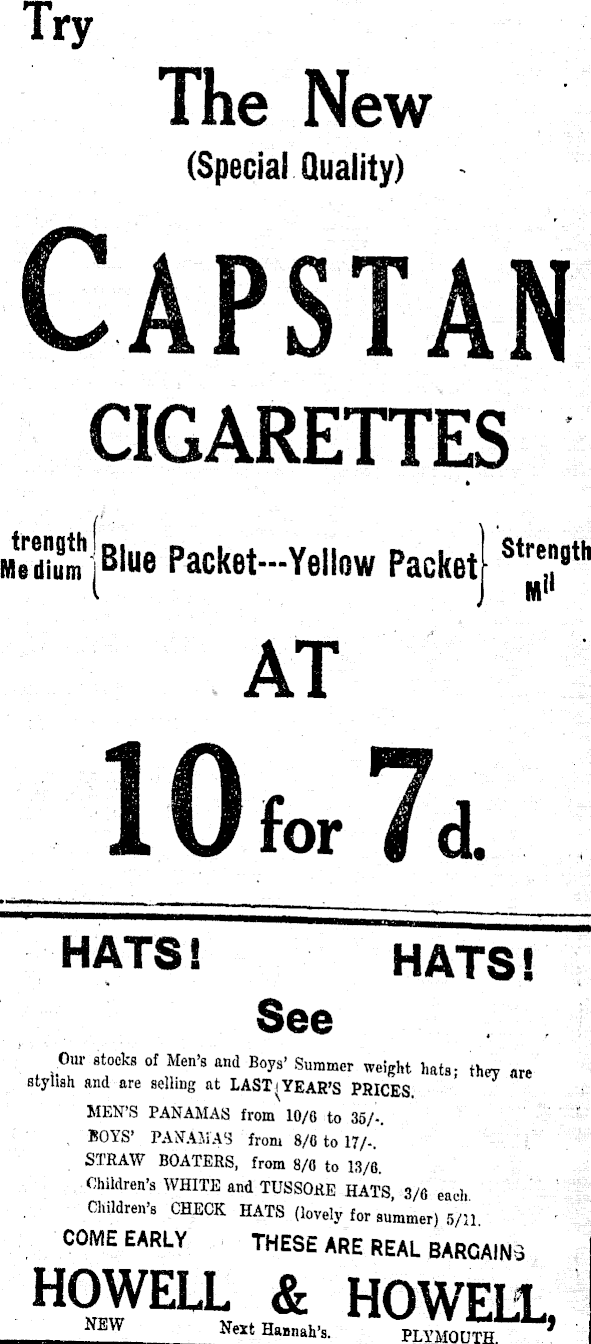 Try
The New
(Special Quality)
CAPSTAN
CIGARETTES
trength Medium { Blue Packet---Yellow Packet } Strength Mil
AT
10 for 7d.
HATS! HATS!
See
Our stocks of Men's and Boys' Summer weight hats; they are
stylish and are selling at LAST YEAR'S PRICES.
MEN'S PANAMAS from 10/6 to 35/-.
BOYS' PANAMAS from 8/6 to 17/-.
STRAW BOATERS, from 8/6 to 13/6.
Children's WHITE and TUSSORE HATS, 3/6 each.
Children's CHECK HATS (lovely for summer) 5/11.
COME EARLY THESE ARE REAL BARGAINS
HOWELL & HOWELL,
NEW Next Hannah's. PLYMOUTH.